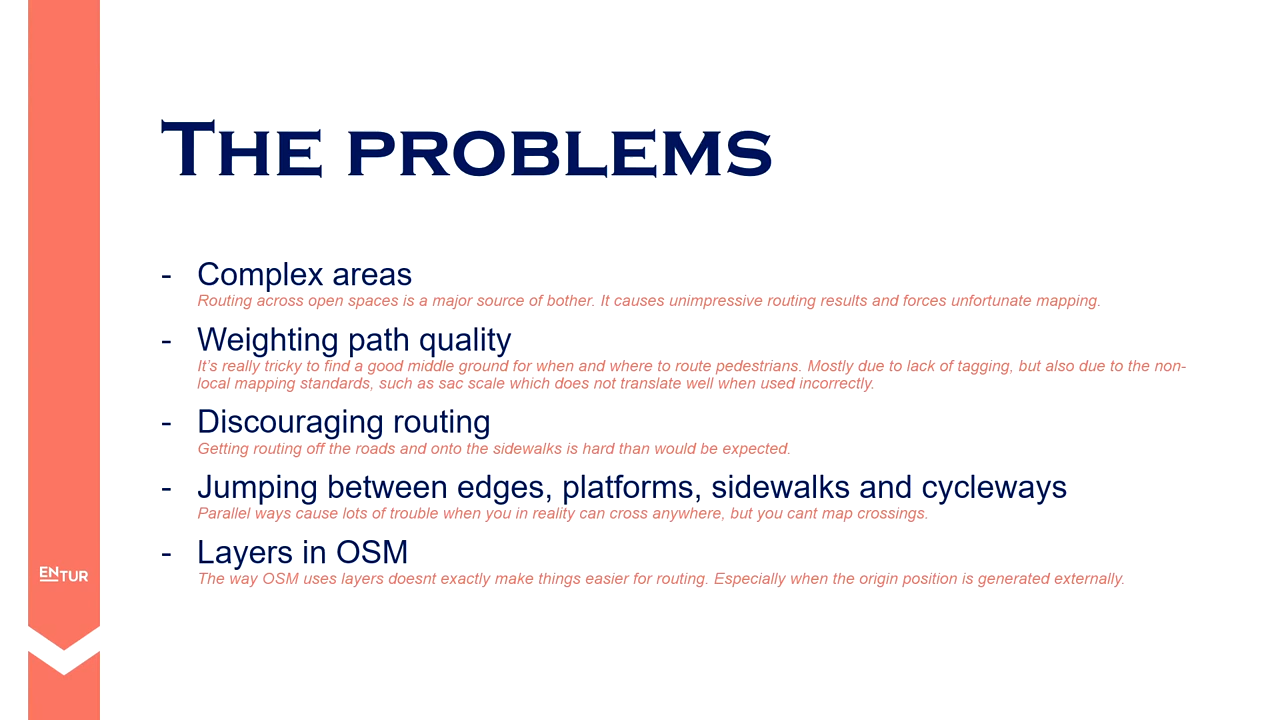 THE PROBLEMS
- Complex areas
Routing across open spaces is a major source of bother. It causes unimpressive routing results and forces unfortunate mapping.
- Weighting path quality
It's really tricky to find a good middle ground for when and where to route pedestrians. Mostly due to lack of tagging, but also due to the non-
local mapping standards, such as sac scale which does not translate well when used incorrectly.
- Discouraging routing
Getting routing off the roads and onto the sidewalks is hard than would be expected.
- Jumping between edges, platforms, sidewalks and cycleways
Parallel ways cause lots of trouble when you in reality can cross anywhere, but you cant map crossings.
- Layers in OSM
The way OSM uses layers doesnt exactly make things easier for routing. Especially when the origin position is generated externally.
ENTUR